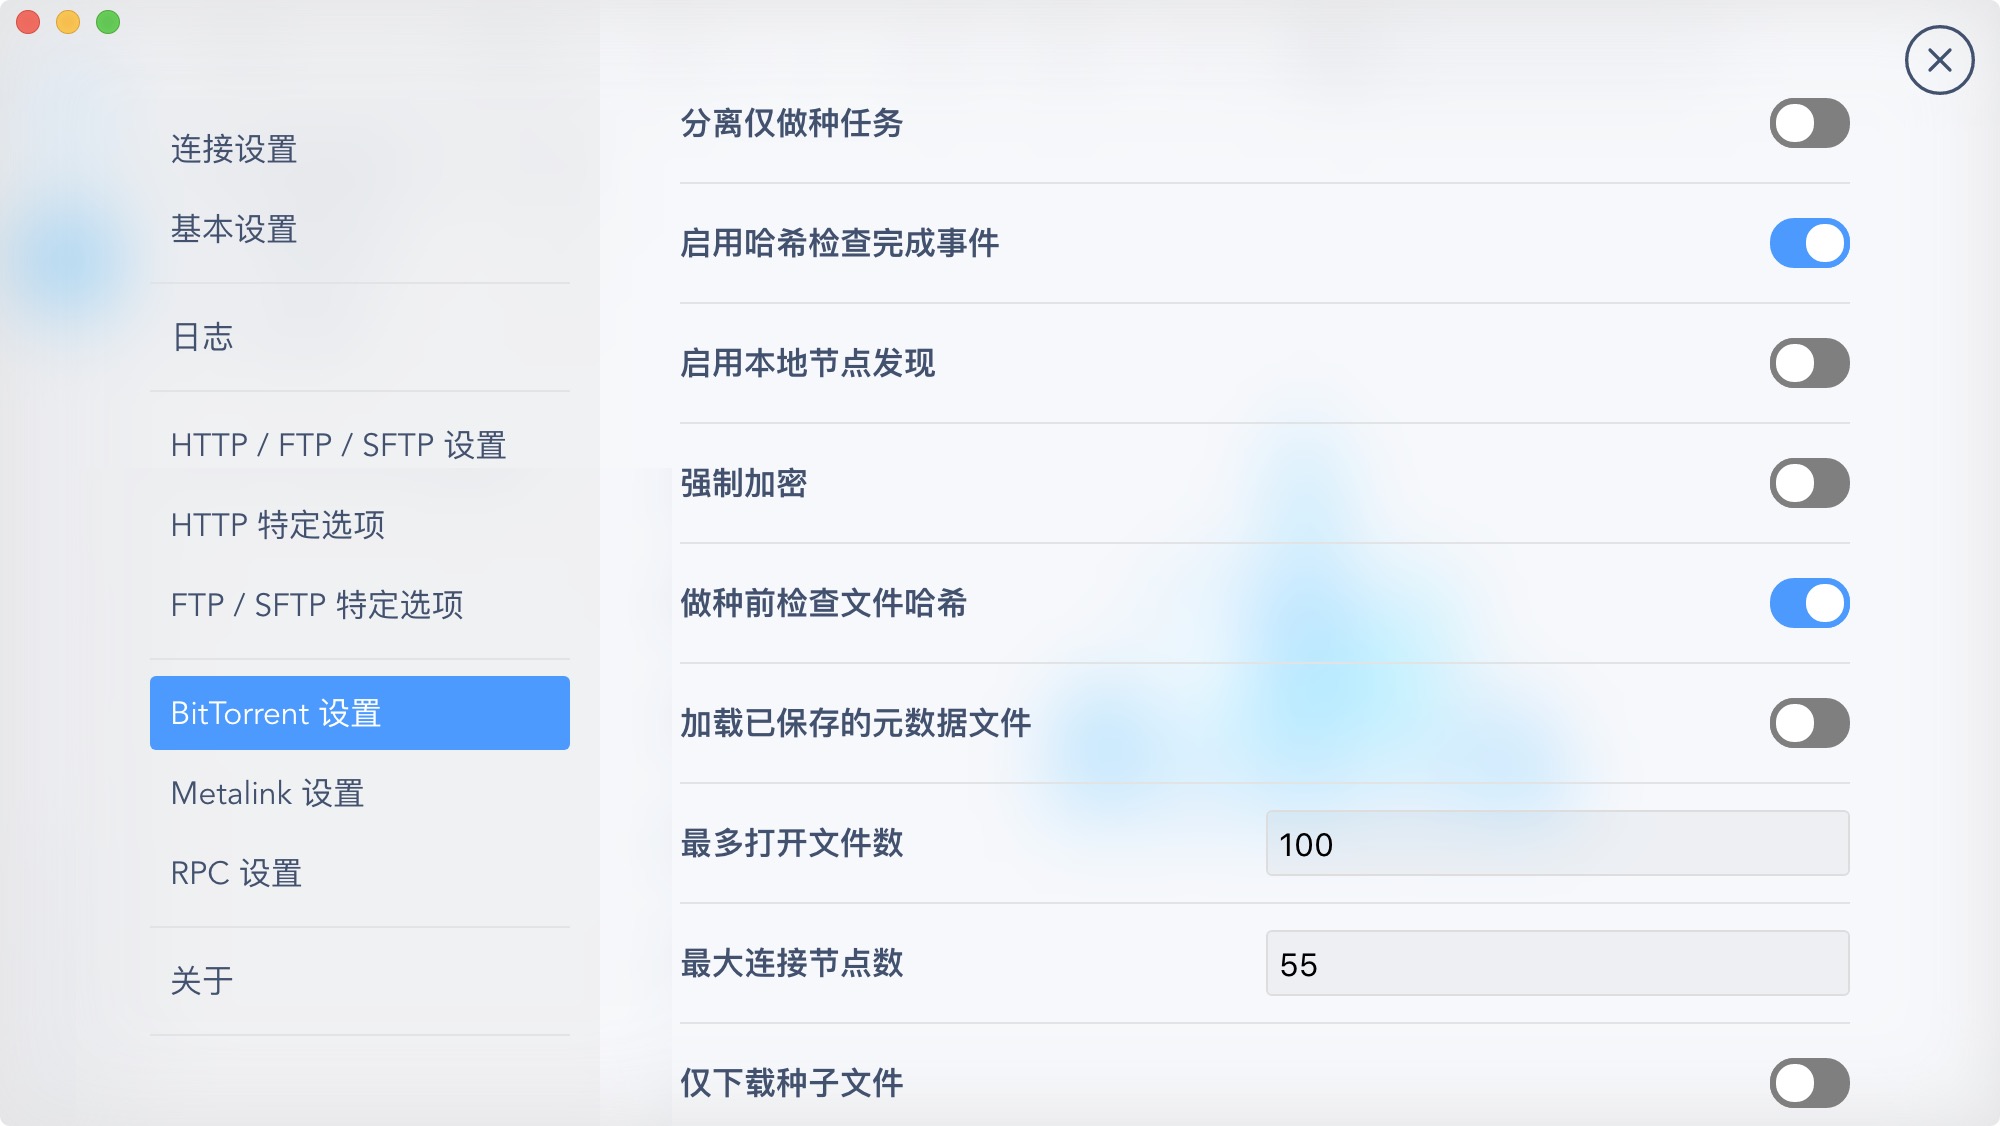 连接设置
基本设置
日志
HTTP / FTP / SFTP 设置
HTTP 特定选项
FTP / SFTP 特定选项
BitTorrent 设置
Metalink 设置
RPC 设置
关于
分离仅做种任务
启用哈希检查完成事件
启用本地节点发现
强制加密
做种前检查文件哈希
加载已保存的元数据文件
最多打开文件数
100
最大连接节点数
55
仅下载种子文件